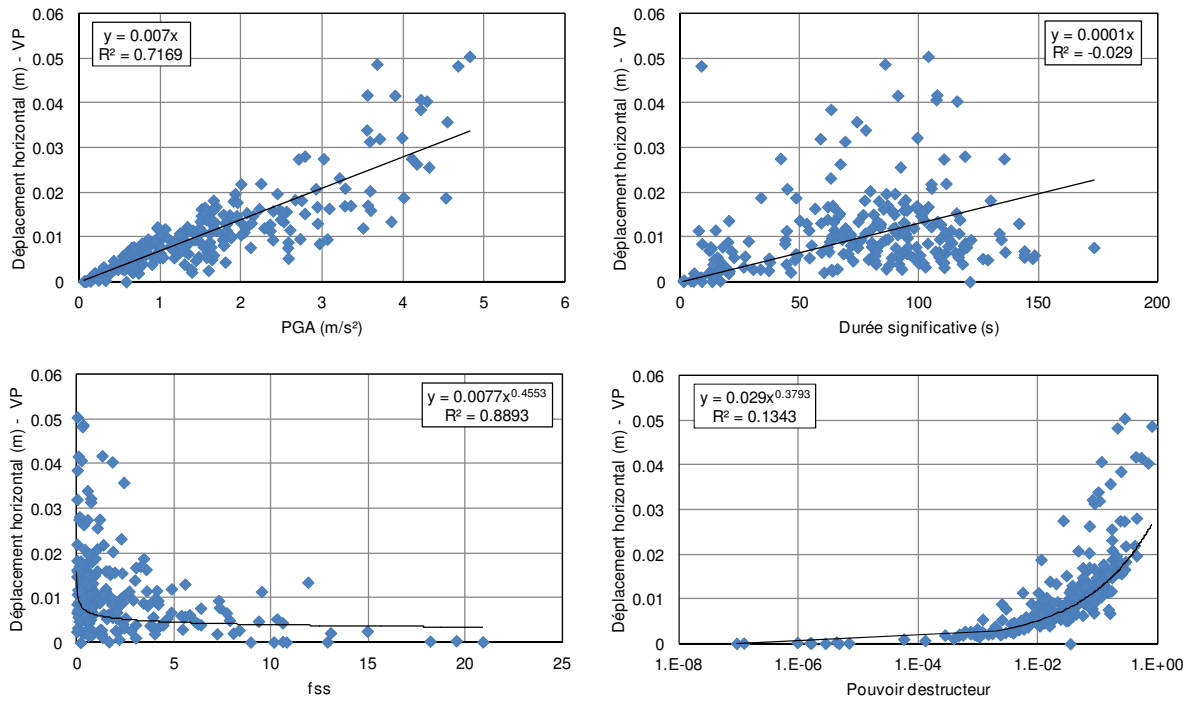 0.06
0.05
0.04
0.03
0.02
0.01
0
Déplacement horizontal (m) - VP
y = 0.007x
R² = 0.7169
0 1 2 3 4 5 6
PGA (m/s²)
0.06
0.05
0.04
0.03
0.02
0.01
0
Déplacement horizontal (m) - VP
y = 0.0001x
R² = -0.029
0 50 100 150 200
Durée significative (s)
0.06
0.05
0.04
0.03
0.02
0.01
0
Déplacement horizontal (m) - VP
y = 0.0077x^0.4553
R² = 0.8893
0 5 10 15 20 25
fss
0.06
0.05
0.04
0.03
0.02
0.01
0
Déplacement horizontal (m) - VP
y = 0.029x^0.3793
R² = 0.1343
1.E-08 1.E-06 1.E-04 1.E-02 1.E+00
Pouvoir destructeur